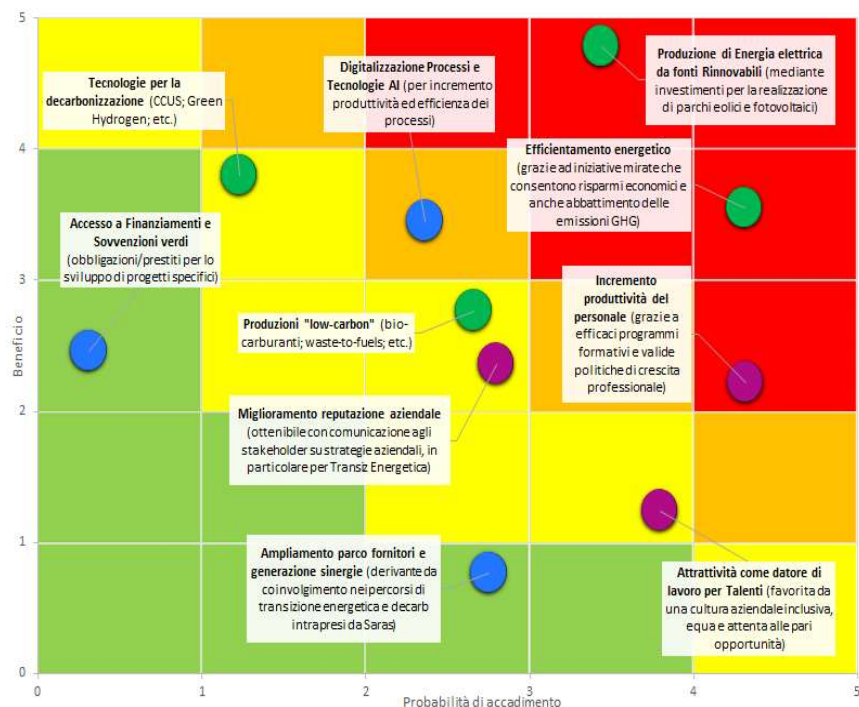 5
4
3
2
1
0
Beneficio
Tecnologie per la
decarbonizzazione (CCUS; Green
Hydrogen; etc.)
Digitalizzazione Processi e
Tecnologie AI (per incremento
produttività ed efficienza dei
processi)
Produzione di Energia elettrica
da fonti Rinnovabili (mediante
investimenti per la realizzazione
di parchi eolici e fotovoltaici)
Efficientamento energetico
(grazie ad iniziative mirate che
consentono risparmi economici e
anche abbattimento delle
emissioni GHG)
Accesso a Finanziamenti e
Sovvenzioni verdi
(obbligazioni/prestiti per lo
sviluppo di progetti specifici)
Incremento
produttività del
personale (grazie a
efficaci programmi
formativi e valide
politiche di crescita
professionale)
Produzioni "low-carbon" (bio-
carburanti; waste-to-fuels; etc.)
Miglioramento reputazione aziendale
(ottenibile con comunicazione agli
stakeholder su strategie aziendali, in
particolare per Transiz Energetica)
Ampliamento parco fornitori e
generazione sinergie (derivante da
coinvolgimento nei percorsi di
transizione energetica e decarb
intrapresi da Saras)
Attrattività come datore di
lavoro per Talenti (favorita da
una cultura aziendale inclusiva,
equa e attenta alle pari
opportunità)
0 1 2 3 4 5
Probabilità di accadimento